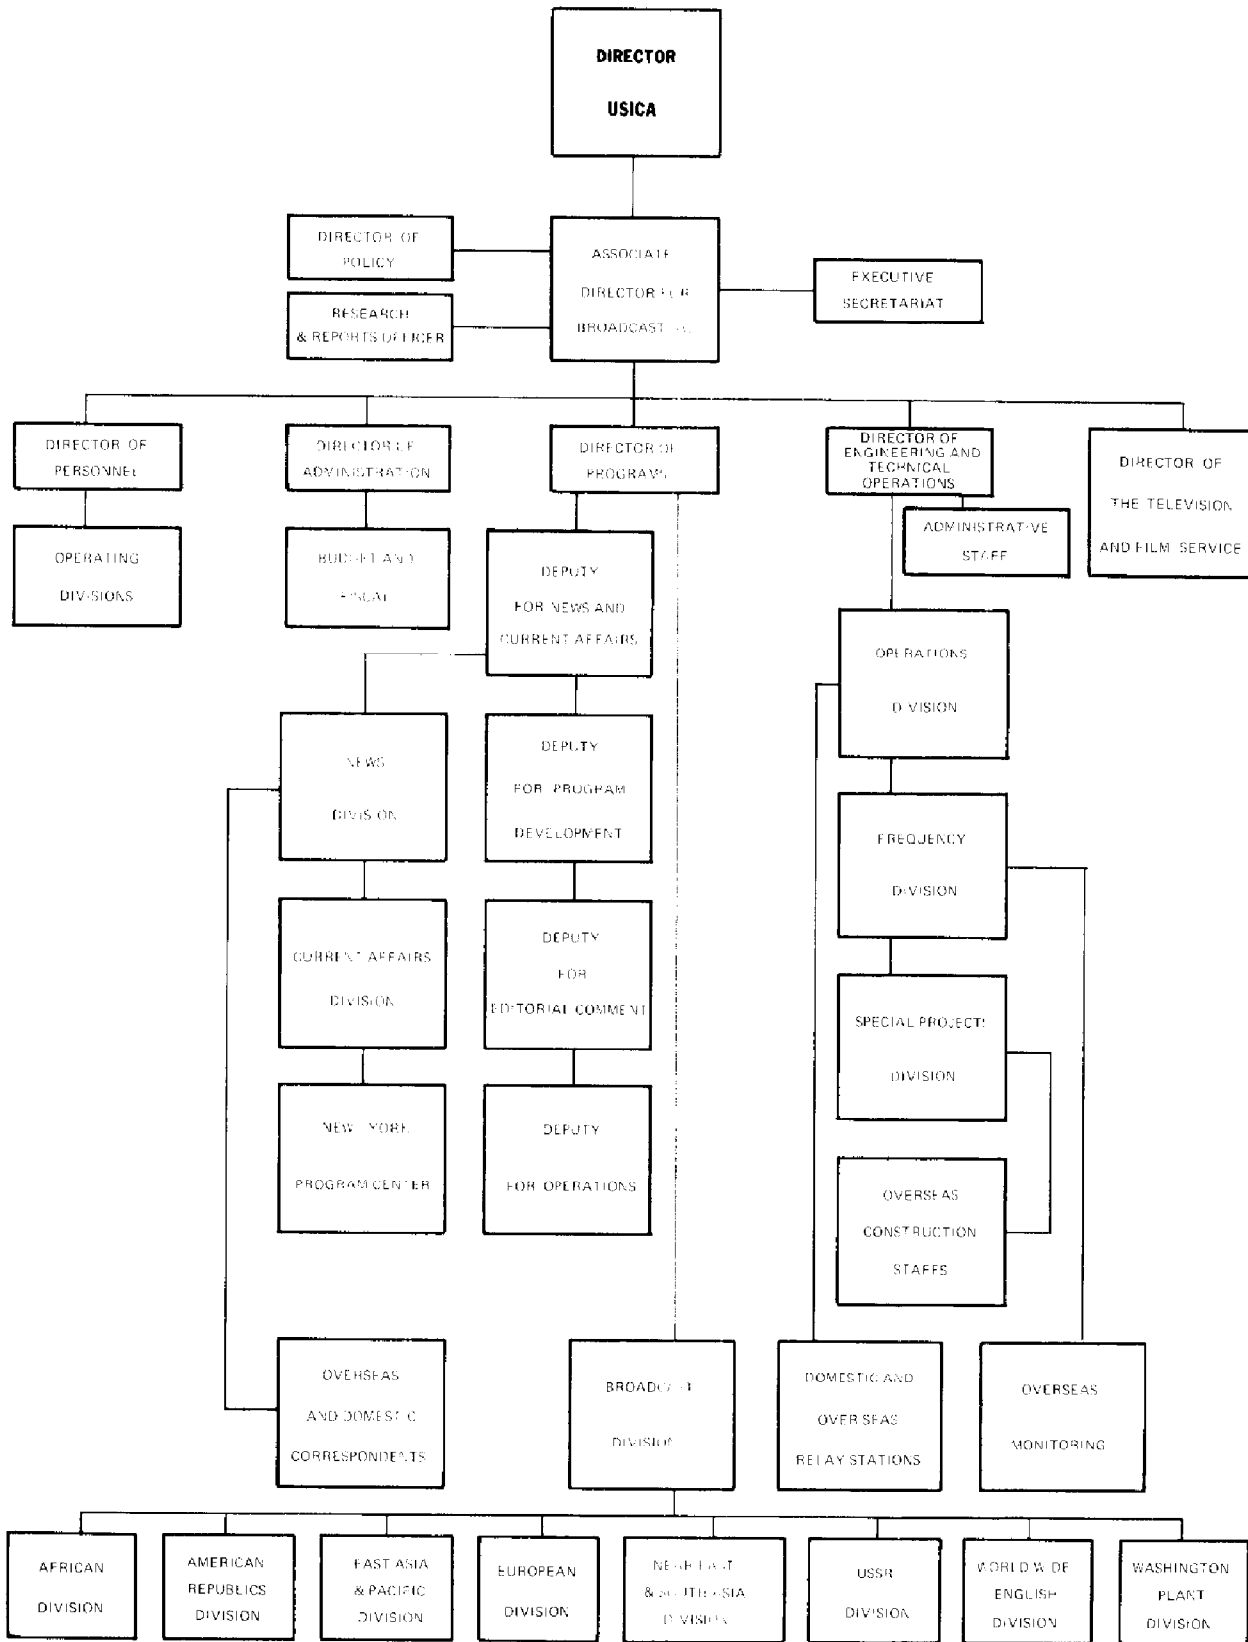 DIRECTOR
USICA
DIRECTOR OF
POLICY
ASSOCIATE
DIRECTOR FOR
BROADCASTING
EXECUTIVE
SECRETARIAT
RESEARCH
& REPORTS OFFICER
DIRECTOR OF
PERSONNEL
DIRECTOR OF
ADMINISTRATION
DIRECTOR OF
PROGRAMS
DIRECTOR OF
ENGINEERING AND
TECHNICAL
OPERATIONS
DIRECTOR OF
THE TELEVISION
AND FILM SERVICE
OPERATING
DIVISIONS
BUDGET AND
FISCAL
DEPUTY
FOR NEWS AND
CURRENT AFFAIRS
ADMINISTRATIVE
STAFF
OPERATIONS
DIVISION
NEWS
DIVISION
DEPUTY
FOR PROGRAM
DEVELOPMENT
FREQUENCY
DIVISION
CURRENT AFFAIRS
DIVISION
DEPUTY
FOR
EDITORIAL COMMENT
SPECIAL PROJECTS
DIVISION
NEW YORK
PROGRAM CENTER
DEPUTY
FOR OPERATIONS
OVERSEAS
CONSTRUCTION
STAFFS
OVERSEAS
AND DOMESTIC
CORRESPONDENTS
BROADCAST
DIVISION
DOMESTIC AND
OVERSEAS
RELAY STATIONS
OVERSEAS
MONITORING
AFRICAN
DIVISION
AMERICAN
REPUBLICS
DIVISION
EAST ASIA
& PACIFIC
DIVISION
EUROPEAN
DIVISION
NEAR EAST
& SOUTH ASIA
DIVISION
USSR
DIVISION
WORLD WIDE
ENGLISH
DIVISION
WASHINGTON
PLANT
DIVISION